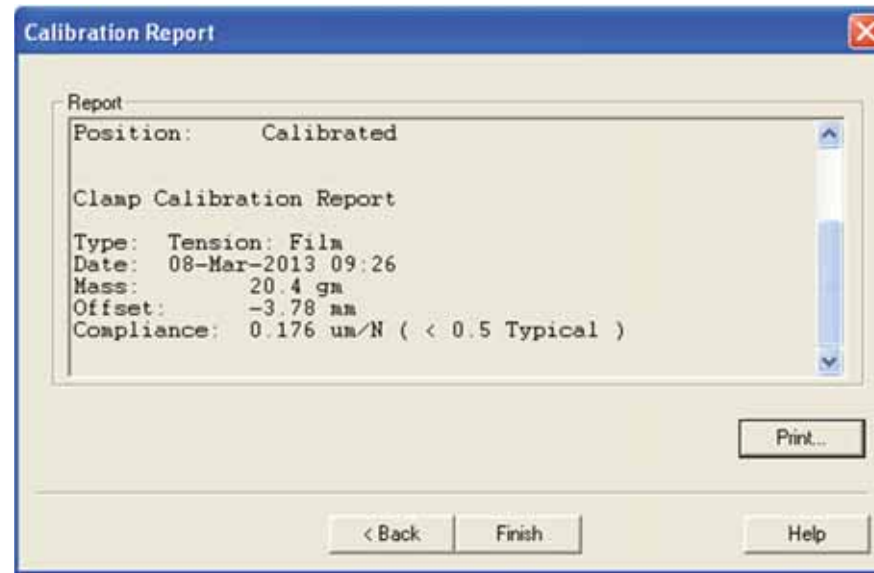 Calibration Report
Report
Position: Calibrated
Clamp Calibration Report
Type: Tension: Film
Date: 08-Mar-2013 09:26
Mass: 20.4 gm
Offset: -3.78 mm
Compliance: 0.176 um/N ( < 0.5 Typical )
Print...
< Back
Finish
Help